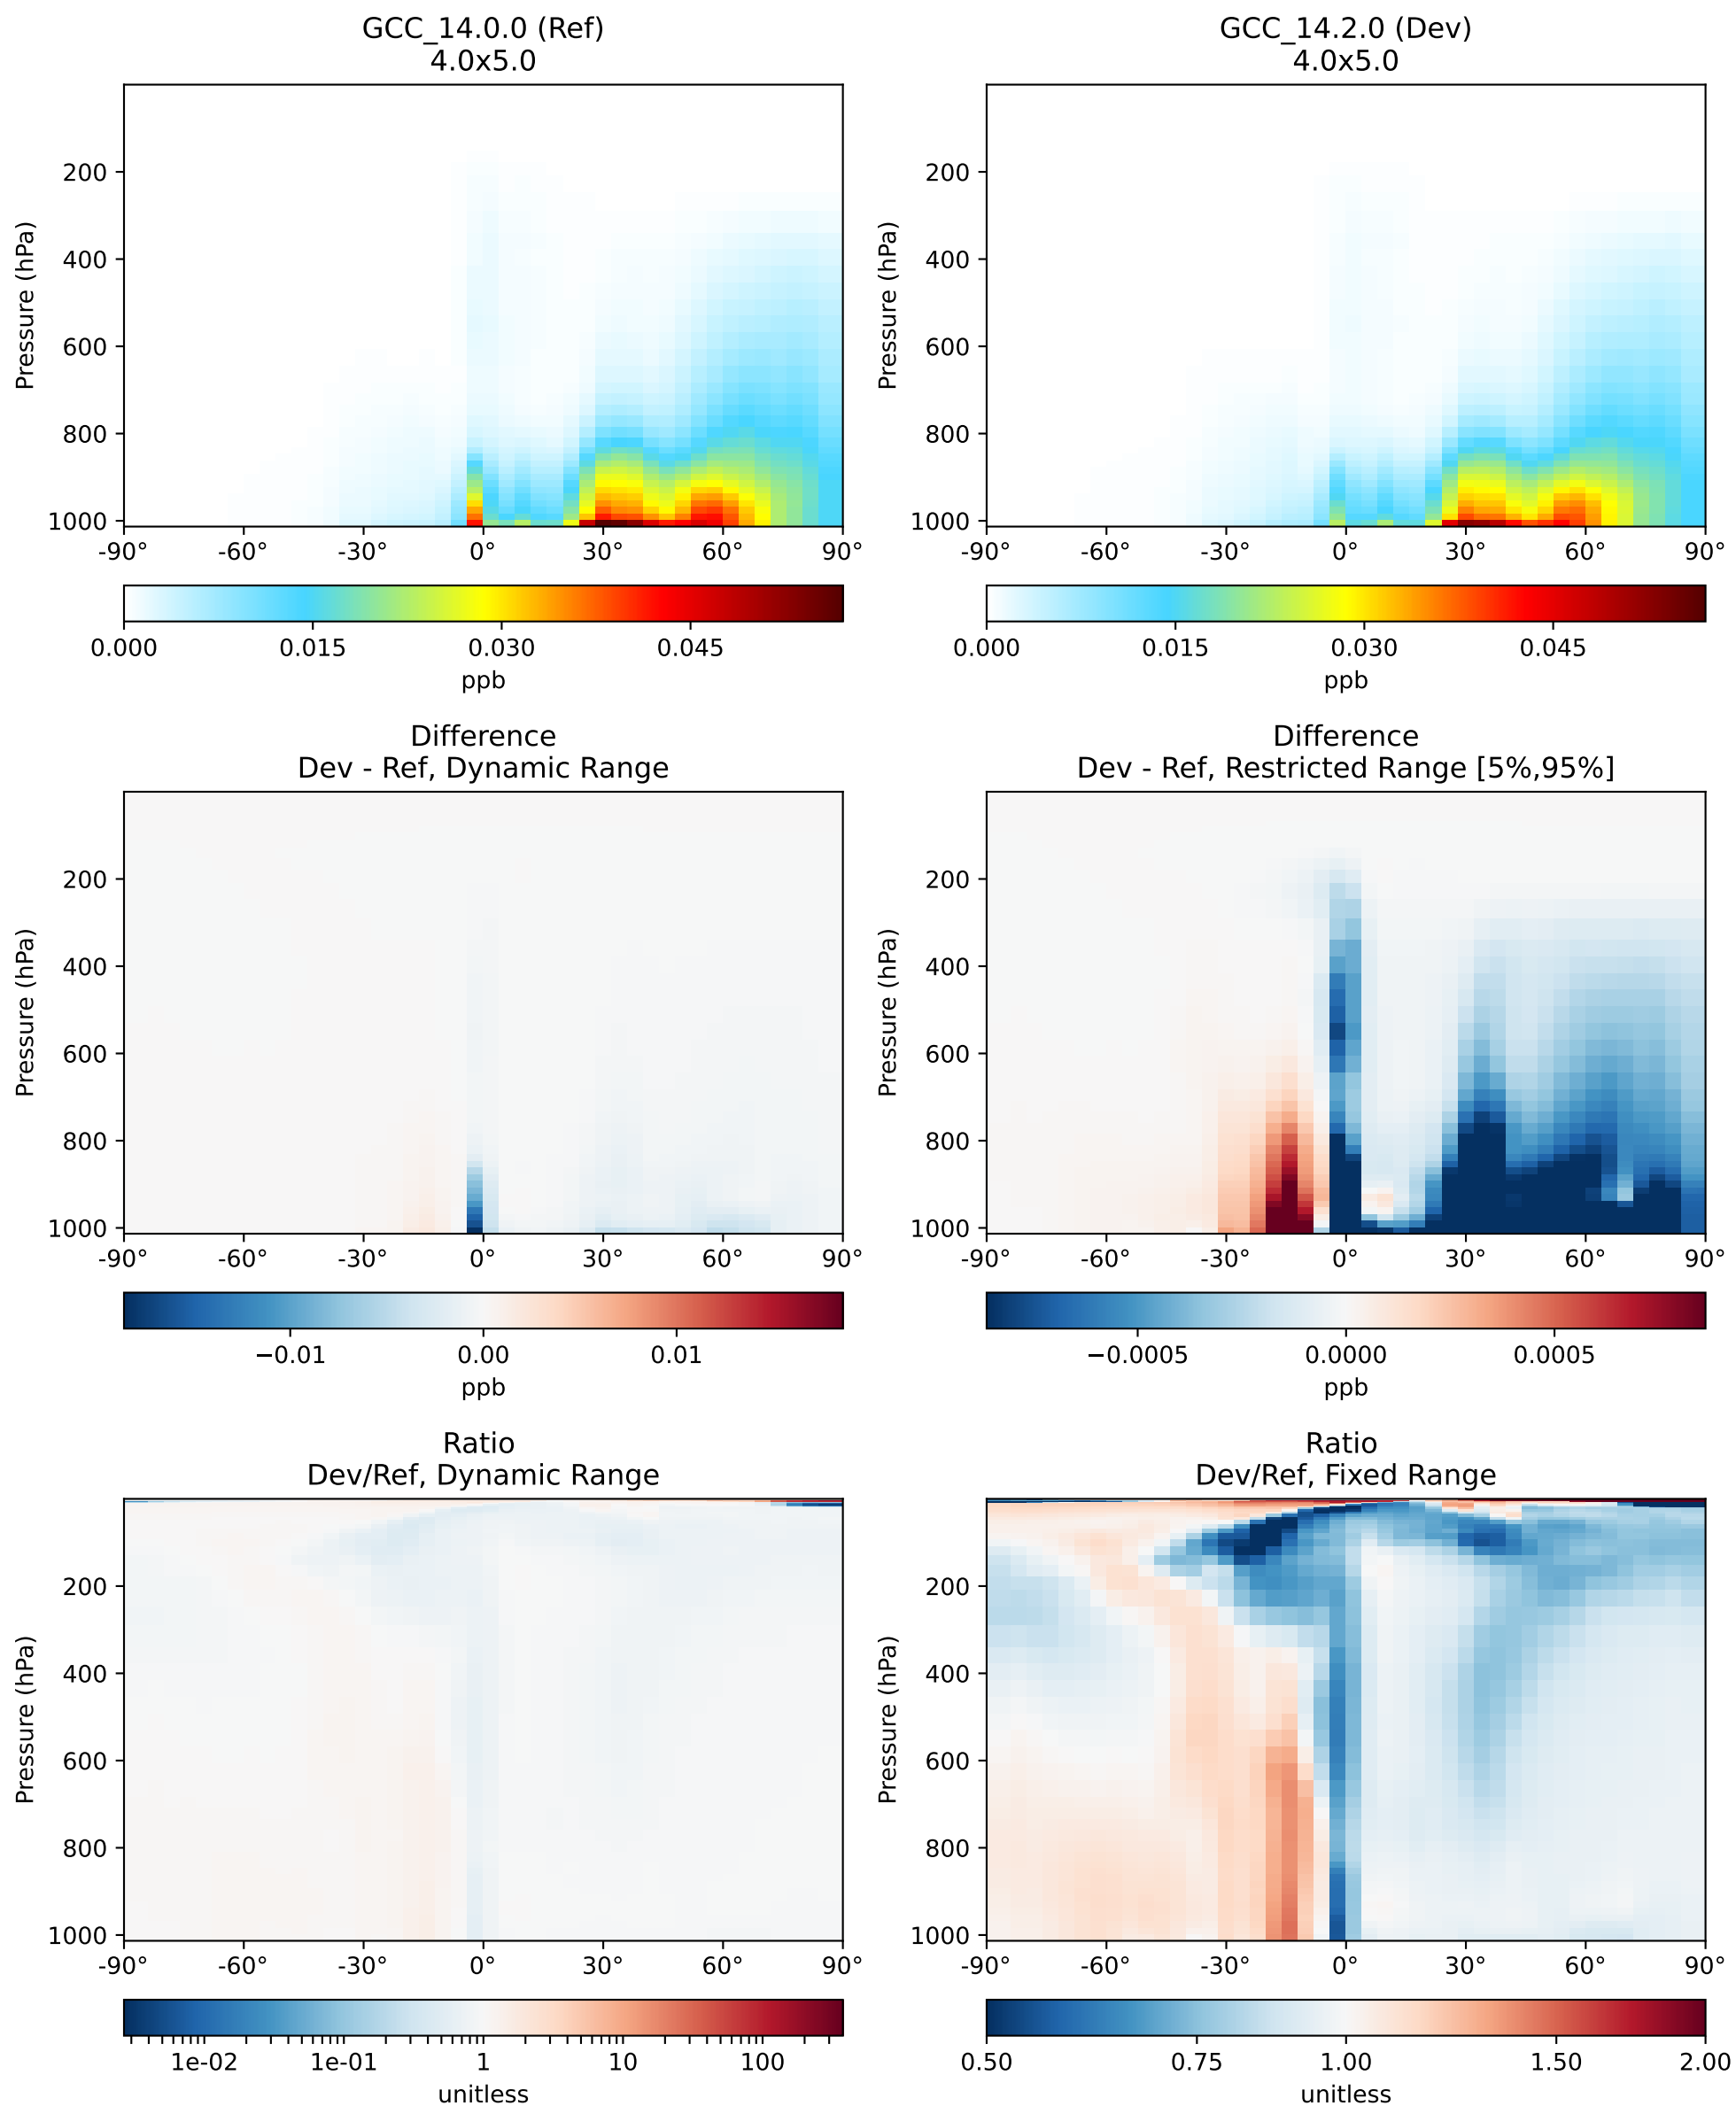 GCC_14.0.0 (Ref)
4.0x5.0
Pressure (hPa)
200
400
600
800
1000
-90° -60° -30° 0° 30° 60° 90°
0.000 0.015 0.030 0.045
ppb
GCC_14.2.0 (Dev)
4.0x5.0
Pressure (hPa)
200
400
600
800
1000
-90° -60° -30° 0° 30° 60° 90°
0.000 0.015 0.030 0.045
ppb
Difference
Dev - Ref, Dynamic Range
Pressure (hPa)
200
400
600
800
1000
-90° -60° -30° 0° 30° 60° 90°
−0.01 0.00 0.01
ppb
Difference
Dev - Ref, Restricted Range [5%,95%]
Pressure (hPa)
200
400
600
800
1000
-90° -60° -30° 0° 30° 60° 90°
−0.0005 0.0000 0.0005
ppb
Ratio
Dev/Ref, Dynamic Range
Pressure (hPa)
200
400
600
800
1000
-90° -60° -30° 0° 30° 60° 90°
1e-02 1e-01 1 10 100
unitless
Ratio
Dev/Ref, Fixed Range
Pressure (hPa)
200
400
600
800
1000
-90° -60° -30° 0° 30° 60° 90°
0.50 0.75 1.00 1.50 2.00
unitless